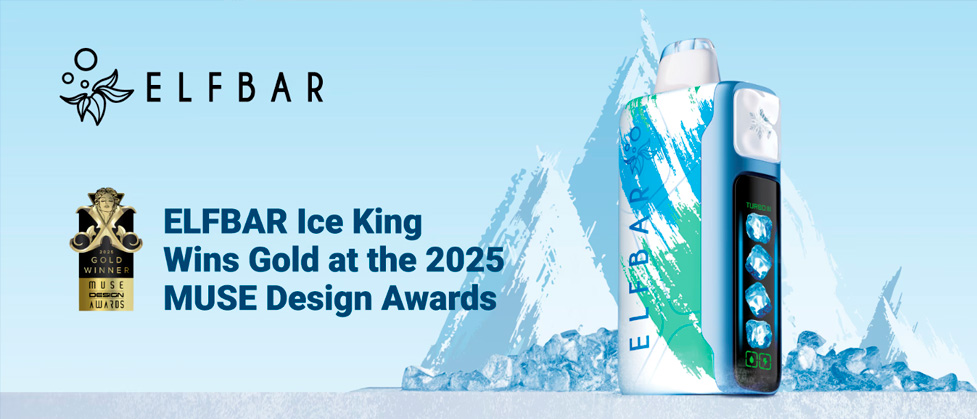 ELFBAR
ELFBAR Ice King
Wins Gold at the 2025
MUSE Design Awards
2025
GOLD
WINNER
MUSE
DESIGN
AWARDS
ELFBAR